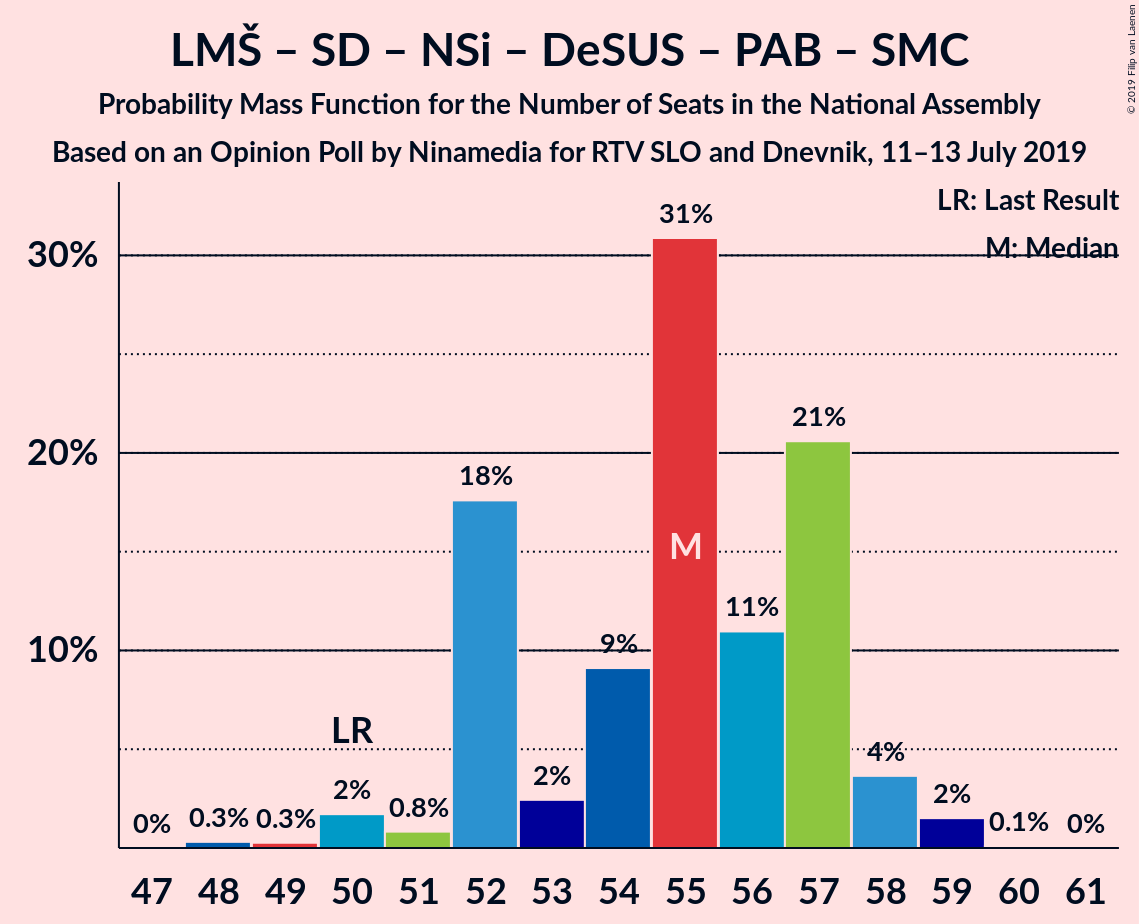 LMŠ – SD – NSi – DeSUS – PAB – SMC
Probability Mass Function for the Number of Seats in the National Assembly
Based on an Opinion Poll by Ninamedia for RTV SLO and Dnevnik, 11–13 July 2019
© 2019 Filip van Laenen
LR: Last Result
M: Median
30%
20%
10%
0%
0.3%
0.3%
LR
2%
0.8%
18%
2%
9%
31%
M
11%
21%
4%
2%
0.1%
0%
47 48 49 50 51 52 53 54 55 56 57 58 59 60 61